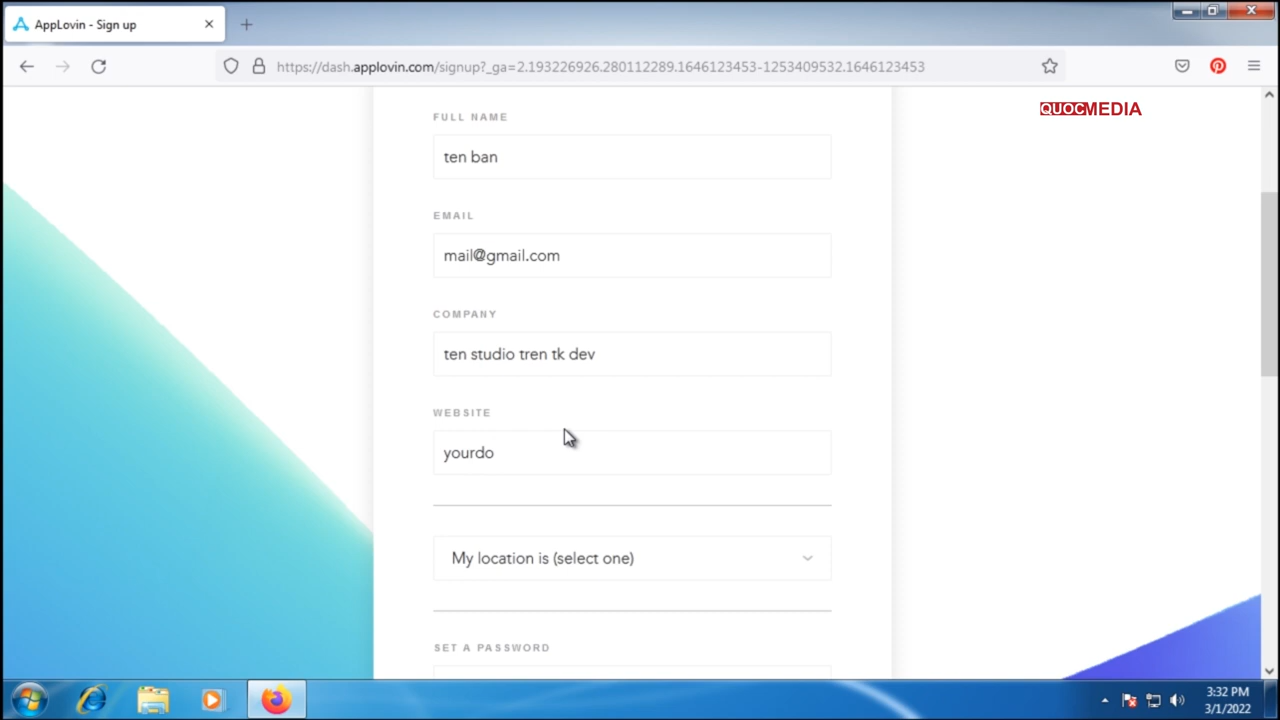 AppLovin - Sign up
https://dash.applovin.com/signup?_ga=2.193226926.280112289.1646123453-1253409532.1646123453
QUOCMEDIA
FULL NAME
ten ban
EMAIL
mail@gmail.com
COMPANY
ten studio tren tk dev
WEBSITE
yourdo
My location is (select one)
SET A PASSWORD
3:32 PM
3/1/2022